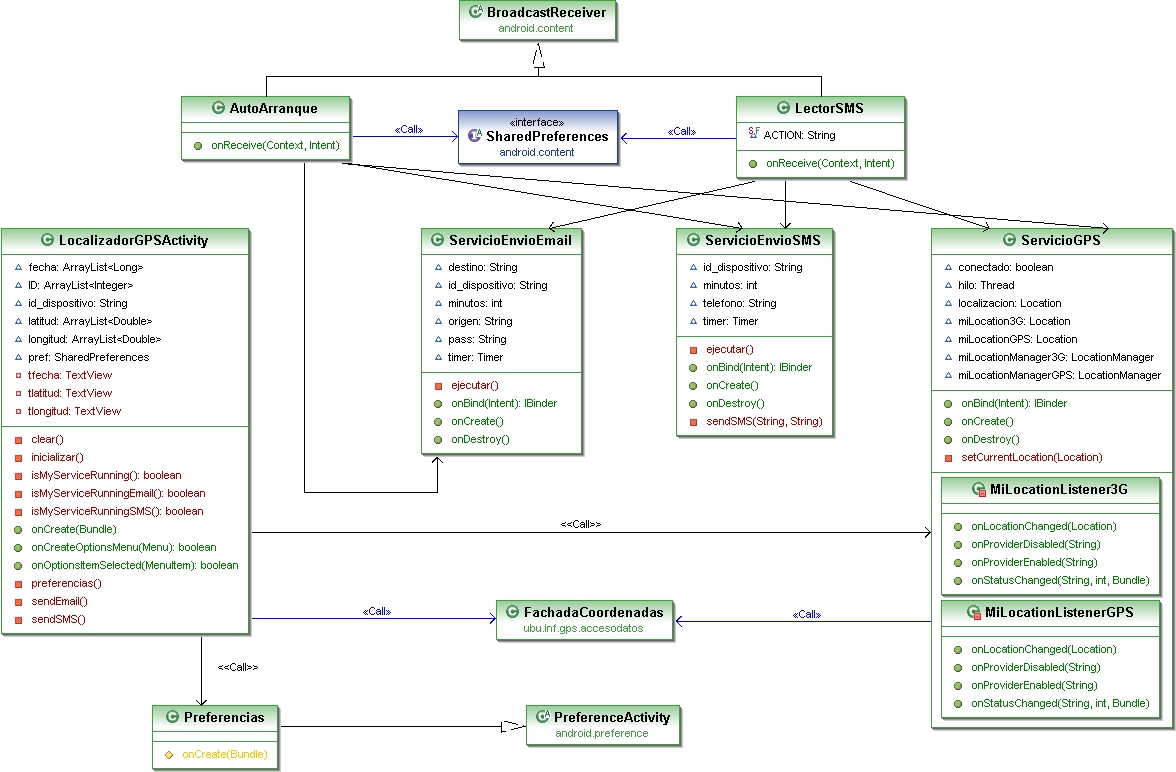 BroadcastReceiver
android.content
AutoArranque
onReceive(Context, Intent)
«Call»
«interface»
SharedPreferences
android.content
«Call»
LectorSMS
ACTION: String
onReceive(Context, Intent)
LocalizadorGPSActivity
fecha: ArrayList<Long>
ID: ArrayList<Integer>
id_dispositivo: String
latitud: ArrayList<Double>
longitud: ArrayList<Double>
pref: SharedPreferences
tfecha: TextView
tlatitud: TextView
tlongitud: TextView
clear()
inicializar()
isMyServiceRunning(): boolean
isMyServiceRunningEmail(): boolean
isMyServiceRunningSMS(): boolean
onCreate(Bundle)
onCreateOptionsMenu(Menu): boolean
onOptionsItemSelected(MenuItem): boolean
preferencias()
sendEmail()
sendSMS()
ServicioEnvioEmail
destino: String
id_dispositivo: String
minutos: int
origen: String
pass: String
timer: Timer
ejecutar()
onBind(Intent): IBinder
onCreate()
onDestroy()
ServicioEnvioSMS
id_dispositivo: String
minutos: int
telefono: String
timer: Timer
ejecutar()
onBind(Intent): IBinder
onCreate()
onDestroy()
sendSMS(String, String)
ServicioGPS
conectado: boolean
hilo: Thread
localizacion: Location
miLocation3G: Location
miLocationGPS: Location
miLocationManager3G: LocationManager
miLocationManagerGPS: LocationManager
onBind(Intent): IBinder
onCreate()
onDestroy()
setCurrentLocation(Location)
MiLocationListener3G
onLocationChanged(Location)
onProviderDisabled(String)
onProviderEnabled(String)
onStatusChanged(String, int, Bundle)
MiLocationListenerGPS
onLocationChanged(Location)
onProviderDisabled(String)
onProviderEnabled(String)
onStatusChanged(String, int, Bundle)
<<Call>>
«Call»
FachadaCoordenadas
ubu.inf.gps.accesodatos
«Call»
<<Call>>
Preferencias
onCreate(Bundle)
PreferenceActivity
android.preference